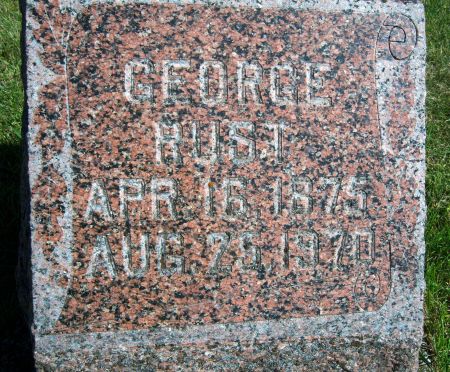 GEORGE
RUST
APR. 16, 1875
AUG. 25, 1970